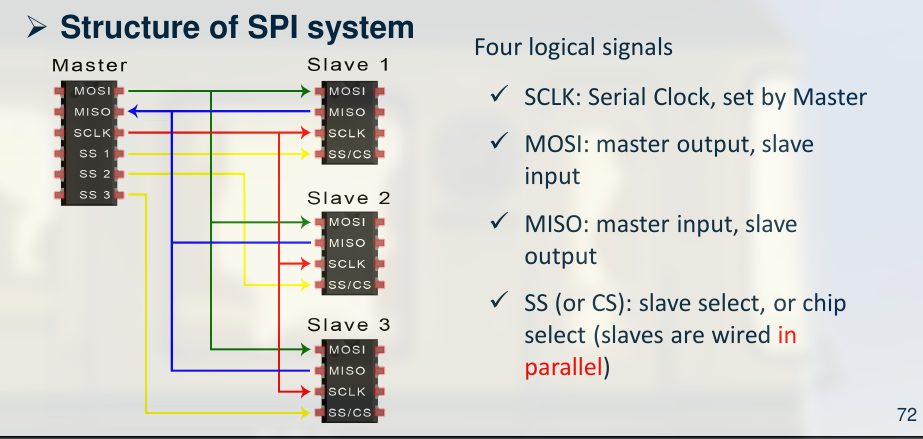 ➢ Structure of SPI system
Master
MOSI
MISO
SCLK
SS 1
SS 2
SS 3
Slave 1
MOSI
MISO
SCLK
SS/CS
Slave 2
MOSI
MISO
SCLK
SS/CS
Slave 3
MOSI
MISO
SCLK
SS/CS
Four logical signals
✓ SCLK: Serial Clock, set by Master
✓ MOSI: master output, slave
input
✓ MISO: master input, slave
output
✓ SS (or CS): slave select, or chip
select (slaves are wired in
parallel)
72